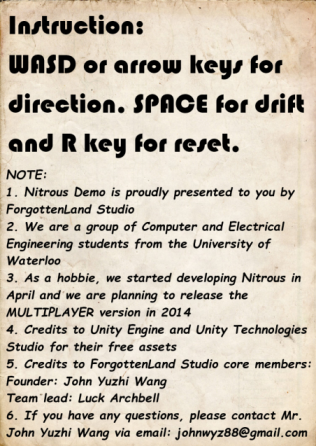 Instruction:
WASD or arrow keys for
direction. SPACE for drift
and R key for reset.
NOTE:
1. Nitrous Demo is proudly presented to you by
ForgottenLand Studio
2. We are a group of Computer and Electrical
Engineering students from the University of
Waterloo
3. As a hobbie, we started developing Nitrous in
April and we are planning to release the
MULTIPLAYER version in 2014
4. Credits to Unity Engine and Unity Technologies
Studio for their free assets
5. Credits to ForgottenLand Studio core members:
Founder: John Yuzhi Wang
Team lead: Luck Archbell
6. If you have any questions, please contact Mr.
John Yuzhi Wang via email: johnwyz88@gmail.com